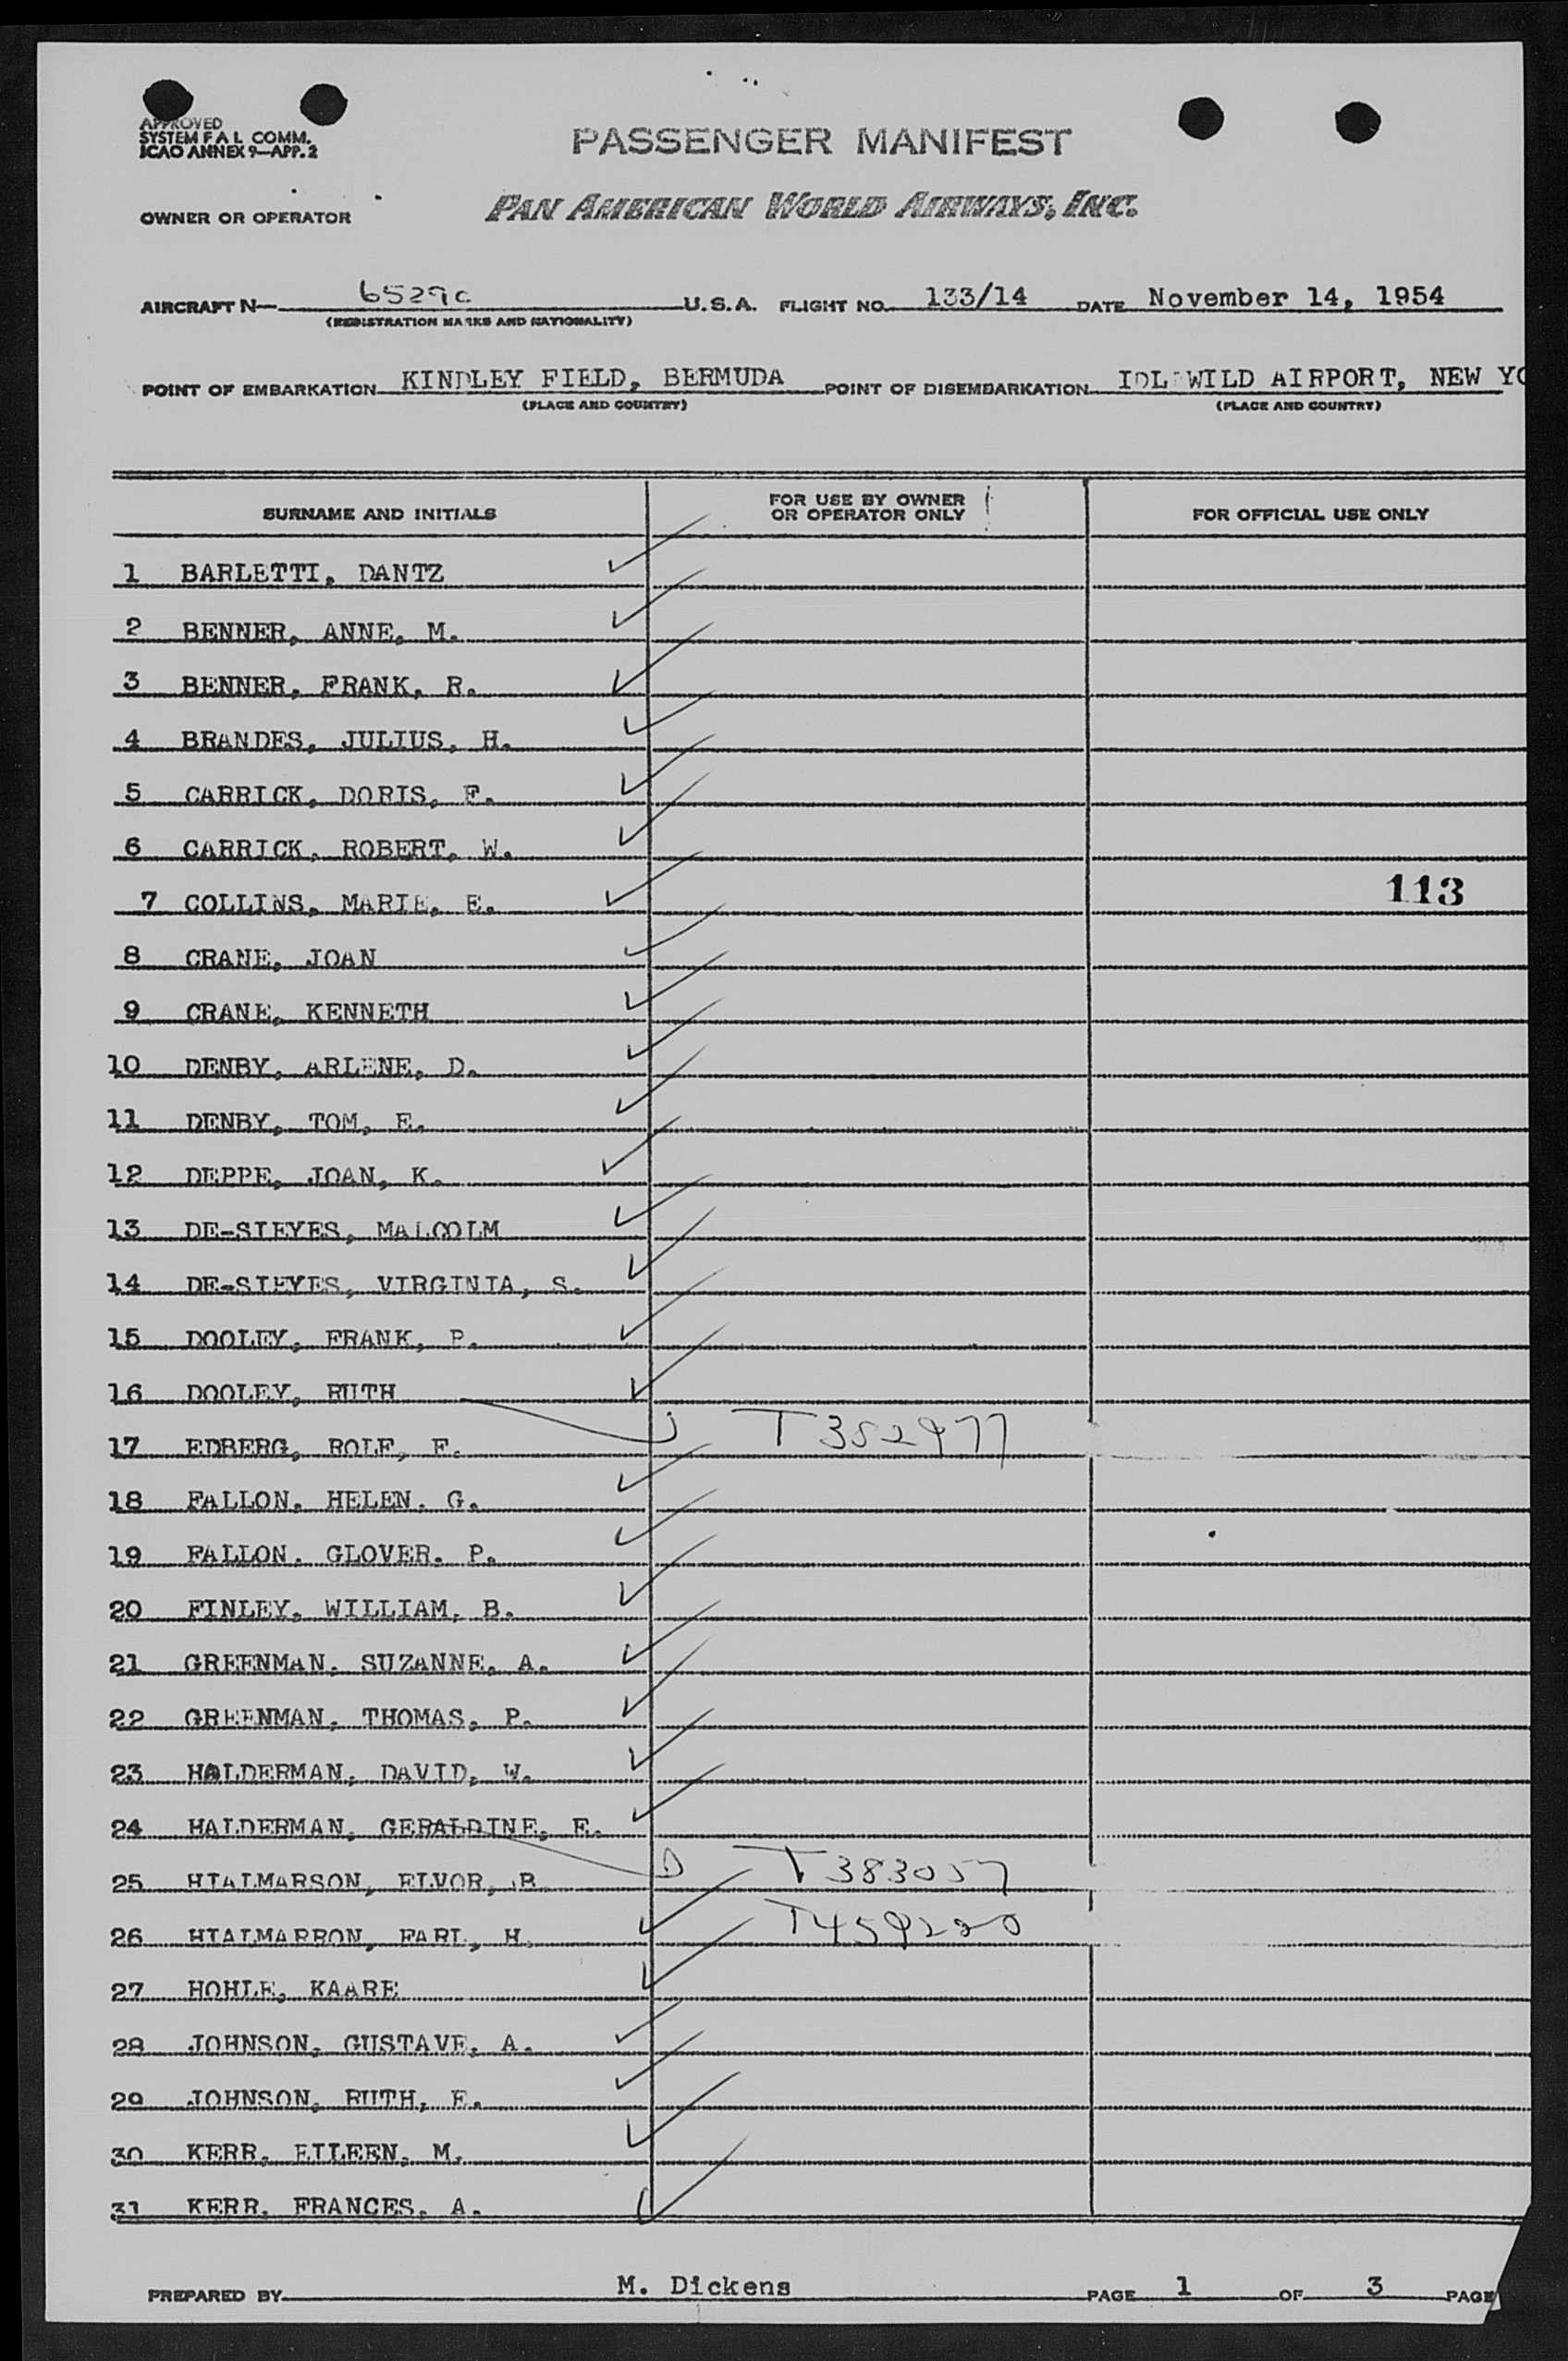 APPROVED
SYSTEM F A L COMM.
ICAO ANNEX 9—APP. 2
PASSENGER MANIFEST
OWNER OR OPERATOR PAN AMERICAN WORLD AIRWAYS, INC.
AIRCRAFT N— 6529c U.S.A. FLIGHT NO. 133/14 DATE November 14, 1954
(REGISTRATION MARKS AND NATIONALITY)
POINT OF EMBARKATION KINDLEY FIELD, BERMUDA POINT OF DISEMBARKATION IDLEWILD AIRPORT, NEW YO
(PLACE AND COUNTRY) (PLACE AND COUNTRY)
SURNAME AND INITIALS FOR USE BY OWNER OR OPERATOR ONLY FOR OFFICIAL USE ONLY
1 BARLETTI, DANTZ
2 BENNER, ANNE, M.
3 BENNER, FRANK, R.
4 BRANDES, JULIUS, H.
5 CARRICK, DORIS, F.
6 CARRICK, ROBERT, W.
7 COLLINS, MARIE, E. 113
8 CRANE, JOAN
9 CRANE, KENNETH
10 DENBY, ARLENE, D.
11 DENBY, TOM, E.
12 DEPPE, JOAN, K.
13 DE-SIEYES, MALCOLM
14 DE-SIEYES, VIRGINIA, S.
15 DOOLEY, FRANK, P.
16 DOOLEY, RUTH
17 EDBERG, ROLF, F. T352977
18 FALLON, HELEN. G.
19 FALLON. GLOVER. P.
20 FINLEY, WILLIAM, B.
21 GREENMAN, SUZANNE, A.
22 GREENMAN, THOMAS, P.
23 HALDERMAN, DAVID, W.
24 HALDERMAN, GERALDINE, E.
25 HIALMARSON, ELVOR, B D T383057
26 HIALMARRON, EARL, H. T459220
27 HOHLE, KAARE
28 JOHNSON, GUSTAVE, A.
29 JOHNSON, RUTH, E.
30 KERR, EILEEN, M.
31 KERR, FRANCES, A.
PREPARED BY M. Dickens PAGE 1 OF 3 PAGE